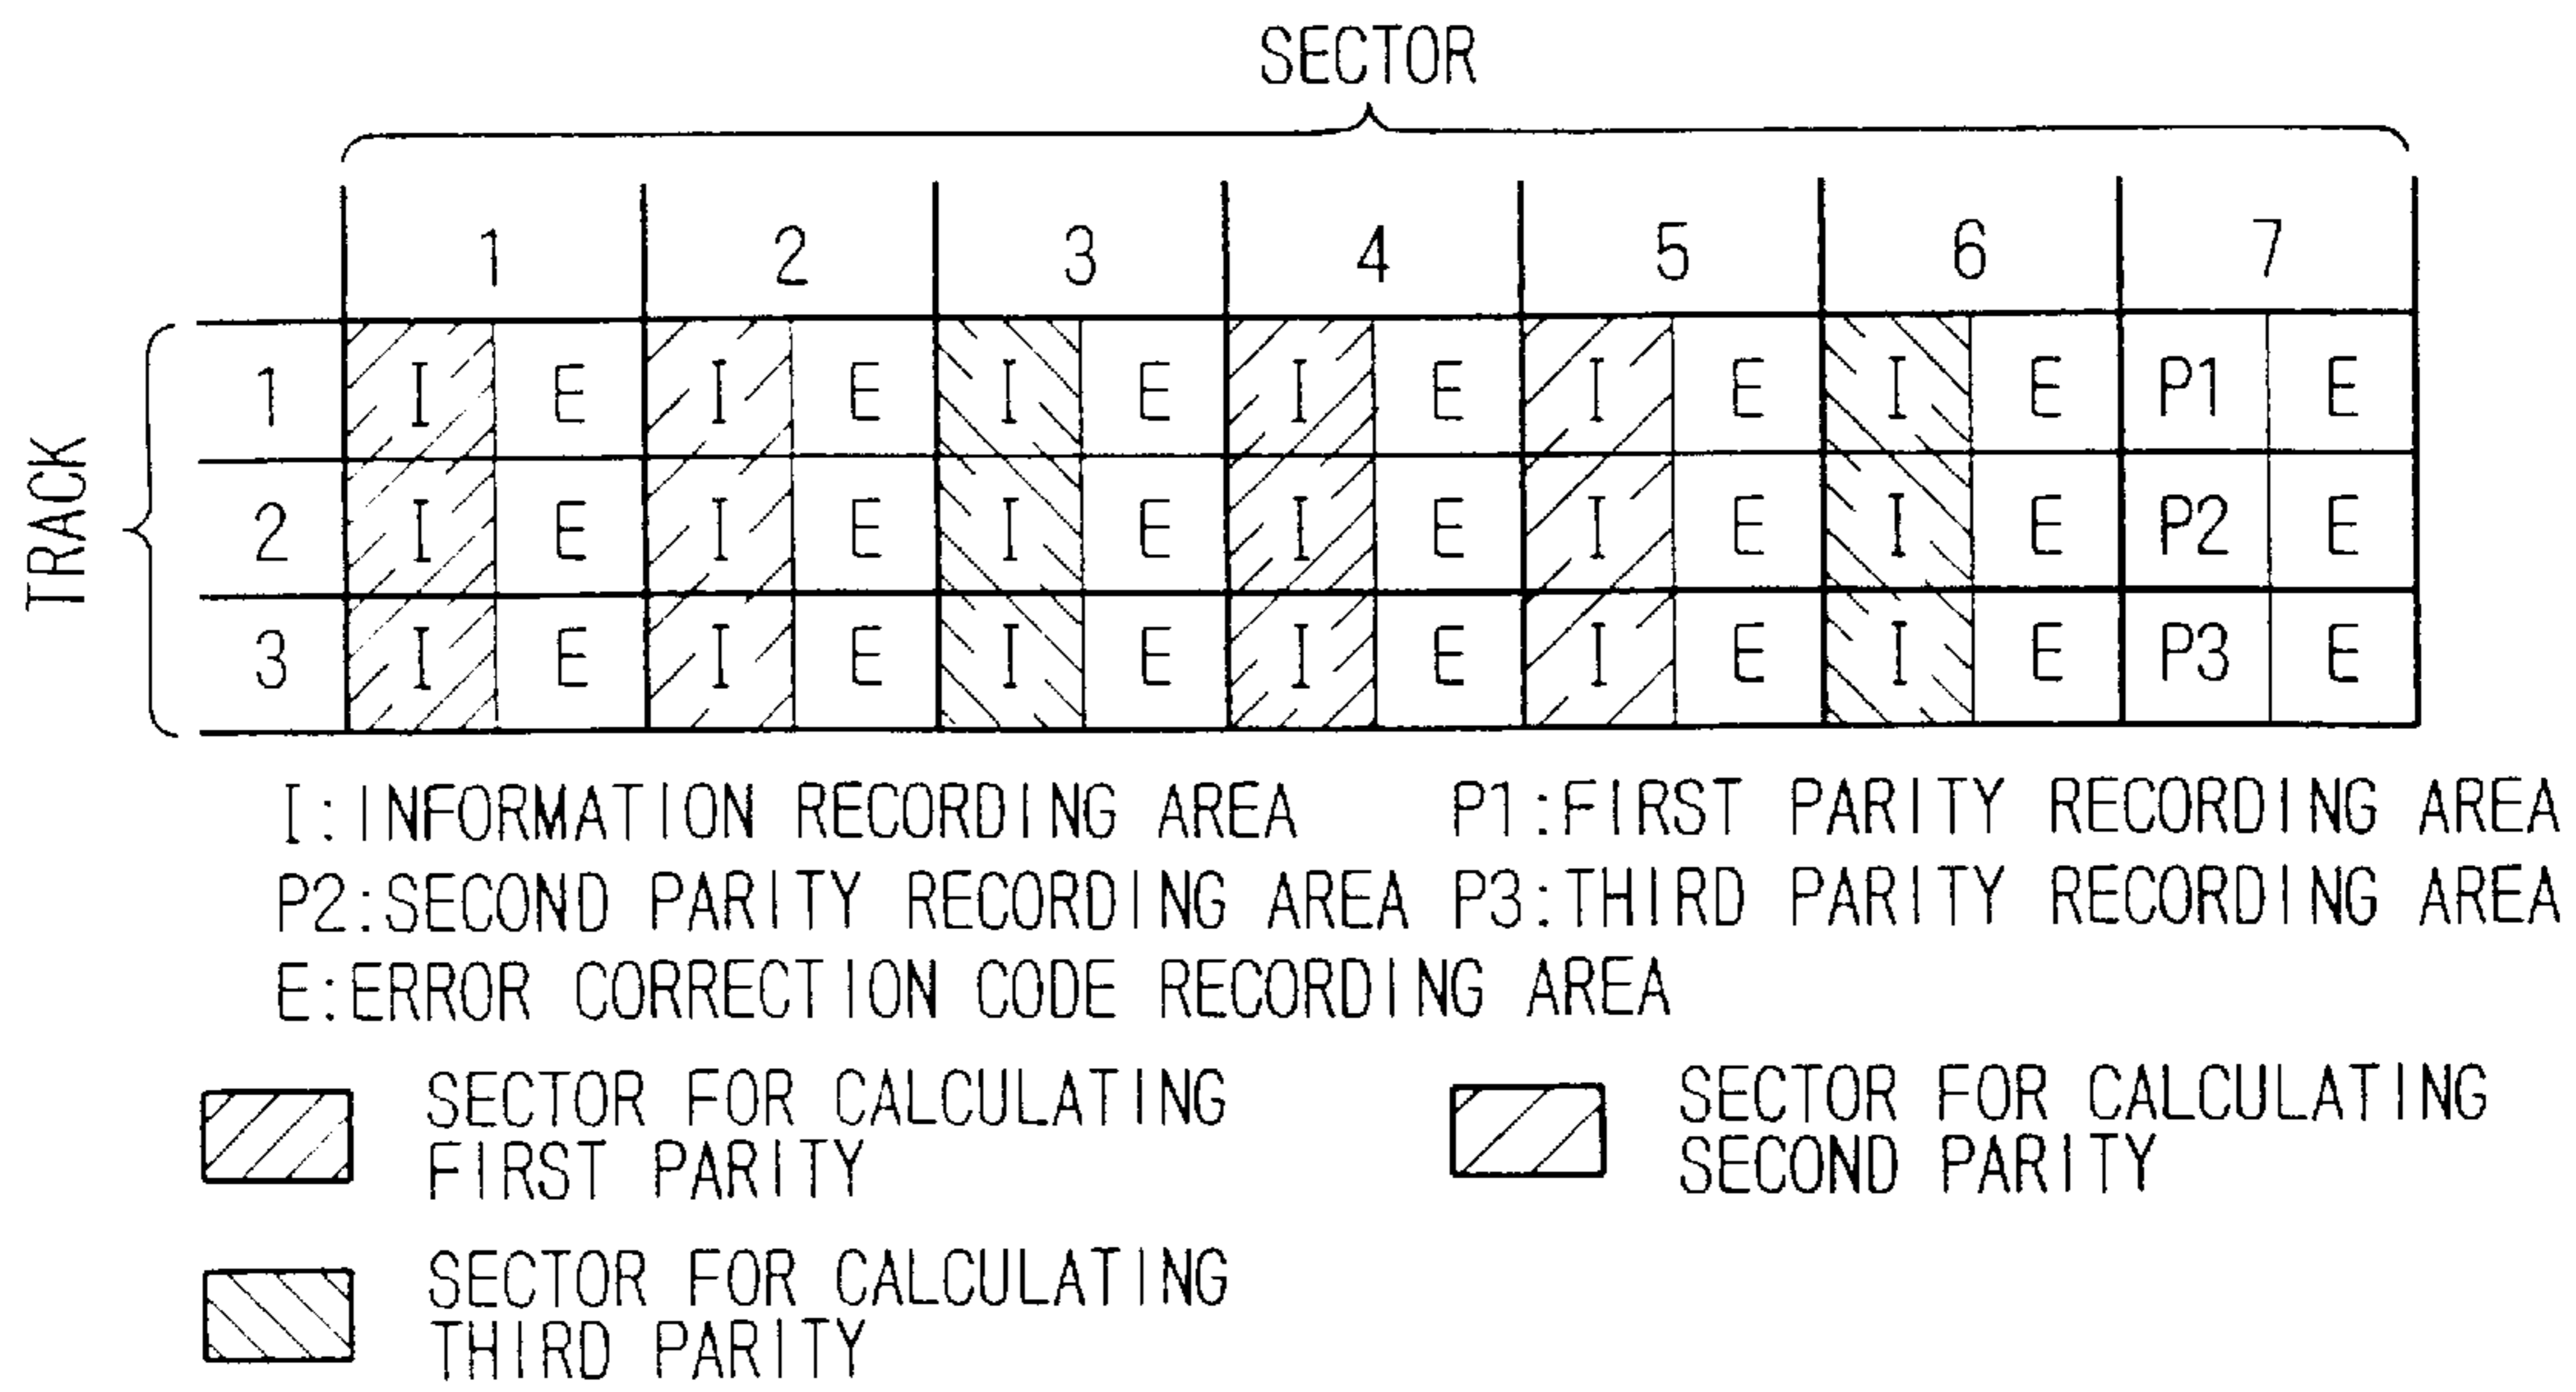 SECTOR
1 2 3 4 5 6 7
TRACK
1 I E I E I E I E I E I E P1 E
2 I E I E I E I E I E I E P2 E
3 I E I E I E I E I E I E P3 E
I:INFORMATION RECORDING AREA P1:FIRST PARITY RECORDING AREA
P2:SECOND PARITY RECORDING AREA P3:THIRD PARITY RECORDING AREA
E:ERROR CORRECTION CODE RECORDING AREA
SECTOR FOR CALCULATING
FIRST PARITY
SECTOR FOR CALCULATING
SECOND PARITY
SECTOR FOR CALCULATING
THIRD PARITY